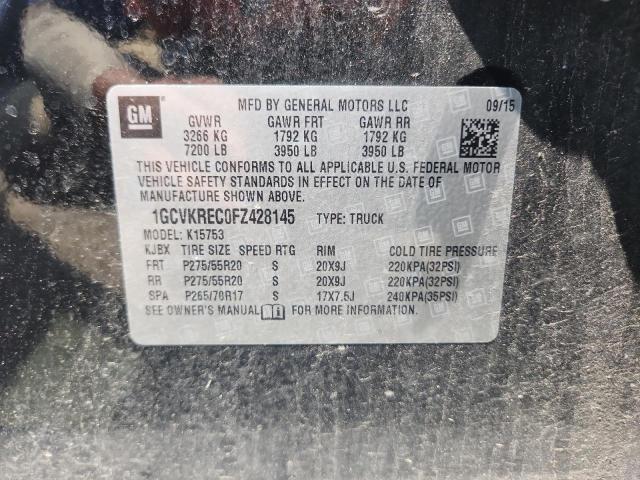 GM
MFD BY GENERAL MOTORS LLC 09/15
GVWR GAWR FRT GAWR RR
3266 KG 1792 KG 1792 KG
7200 LB 3950 LB 3950 LB
THIS VEHICLE CONFORMS TO ALL APPLICABLE U.S. FEDERAL MOTOR
VEHICLE SAFETY STANDARDS IN EFFECT ON THE DATE OF
MANUFACTURE SHOWN ABOVE.
1GCVKREC0FZ428145 TYPE: TRUCK
MODEL: K15753
KJBX TIRE SIZE SPEED RTG RIM COLD TIRE PRESSURE
FRT P275/55R20 S 20X9J 220KPA(32PSI)
RR P275/55R20 S 20X9J 220KPA(32PSI)
SPA P265/70R17 S 17X7.5J 240KPA(35PSI)
SEE OWNER'S MANUAL FOR MORE INFORMATION.